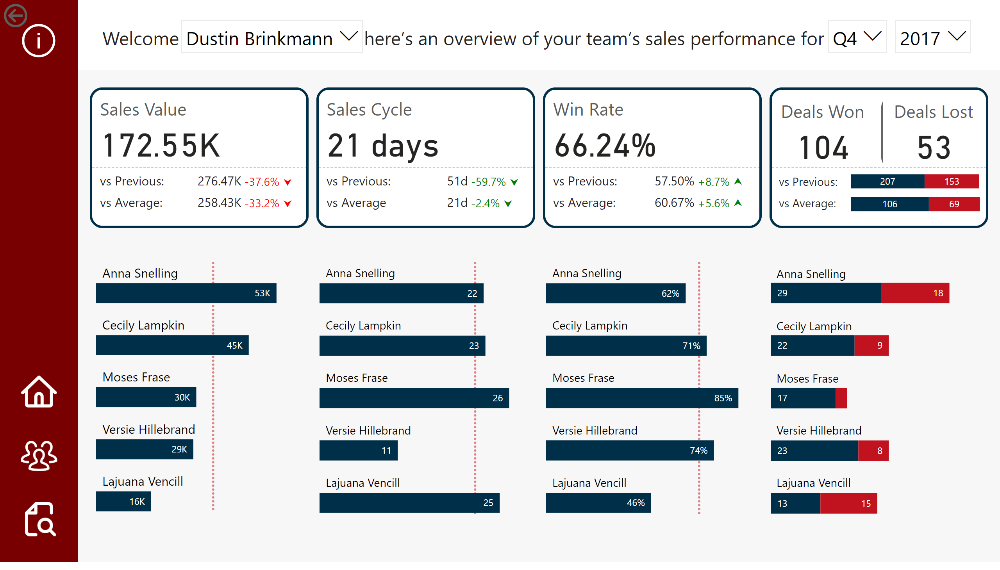 Welcome Dustin Brinkmann here’s an overview of your team’s sales performance for Q4 2017
Sales Value
172.55K
vs Previous: 276.47K -37.6%
vs Average: 258.43K -33.2%
Sales Cycle
21 days
vs Previous: 51d -59.7%
vs Average 21d -2.4%
Win Rate
66.24%
vs Previous: 57.50% +8.7%
vs Average: 60.67% +5.6%
Deals Won Deals Lost
104 53
vs Previous: 207 153
vs Average: 106 69
Anna Snelling
53K
Cecily Lampkin
45K
Moses Frase
30K
Versie Hillebrand
29K
Lajuana Vencill
16K
Anna Snelling
22
Cecily Lampkin
23
Moses Frase
26
Versie Hillebrand
11
Lajuana Vencill
25
Anna Snelling
62%
Cecily Lampkin
71%
Moses Frase
85%
Versie Hillebrand
74%
Lajuana Vencill
46%
Anna Snelling
29 18
Cecily Lampkin
22 9
Moses Frase
17
Versie Hillebrand
23 8
Lajuana Vencill
13 15